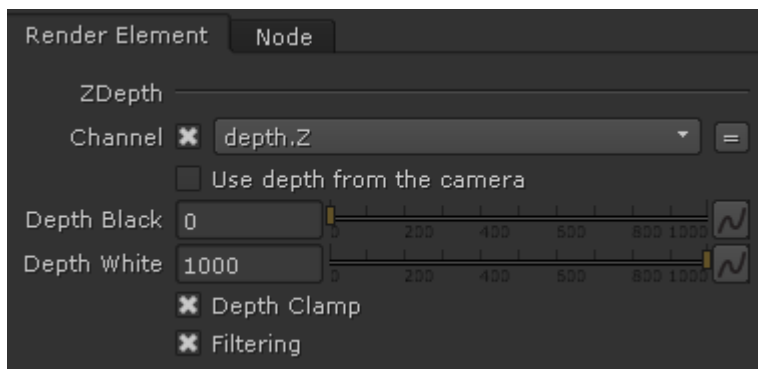 Render Element Node
ZDepth
Channel depth.Z =
Use depth from the camera
Depth Black 0 0 200 400 600 800 1000
Depth White 1000 0 200 400 600 800 1000
Depth Clamp
Filtering